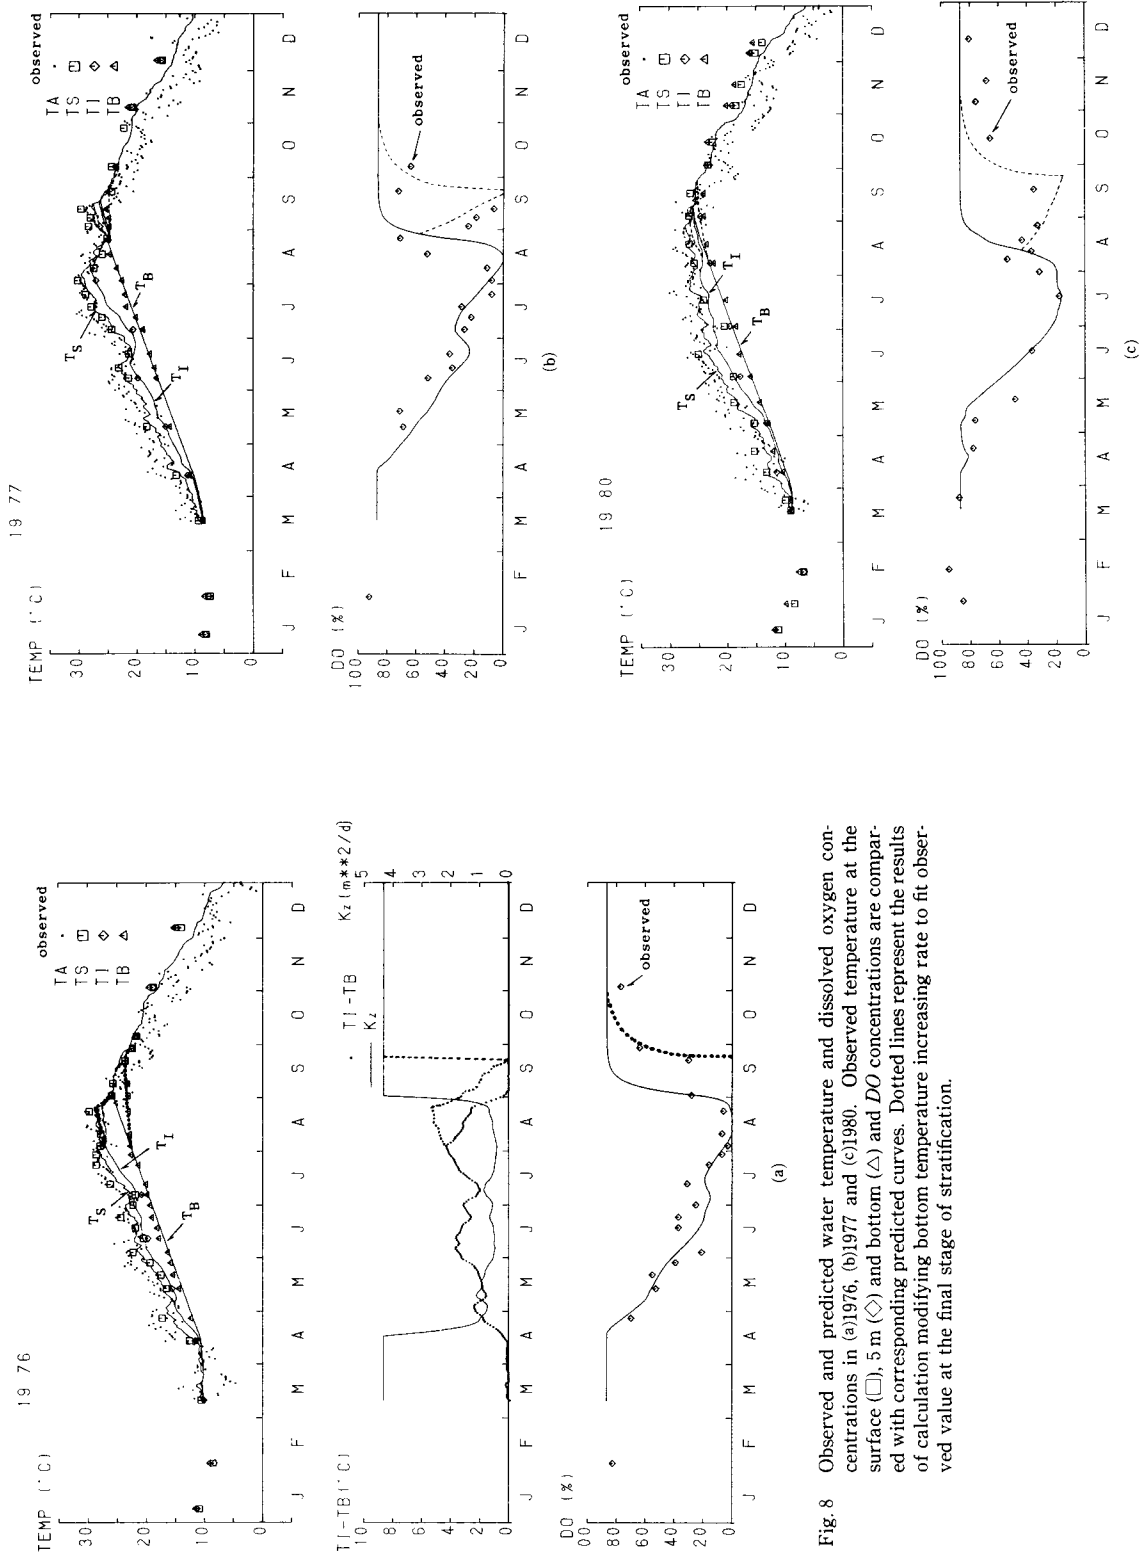 19 76
TEMP (°C)
30
20
10
0
observed
TA
TS
TI
TB
T_S
T_I
T_B
J F M A M J J A S O N D
TI-TB(°C)
8
6
4
2
0
TI-TB
Kz
Kz(m**2/d)
5
4
3
2
1
0
DO (%)
00
80
60
40
20
0
observed
J F M A M J J A S O N D
(a)
19 77
TEMP (°C)
30
20
10
0
observed
TA
TS
TI
TB
T_S
T_I
T_B
J F M A M J J A S O N D
DO (%)
100
80
60
40
20
0
observed
J F M A M J J A S O N D
(b)
19 80
TEMP (°C)
30
20
10
0
observed
TA
TS
TI
TB
T_S
T_I
T_B
J F M A M J J A S O N D
DO (%)
100
80
60
40
20
0
observed
J F M A M J J A S O N D
(c)
Fig. 8 Observed and predicted water temperature and dissolved oxygen con-
centrations in (a)1976, (b)1977 and (c)1980. Observed temperature at the
surface (□), 5 m (◇) and bottom (△) and DO concentrations are compar-
ed with corresponding predicted curves. Dotted lines represent the results
of calculation modifying bottom temperature increasing rate to fit obser-
ved value at the final stage of stratification.